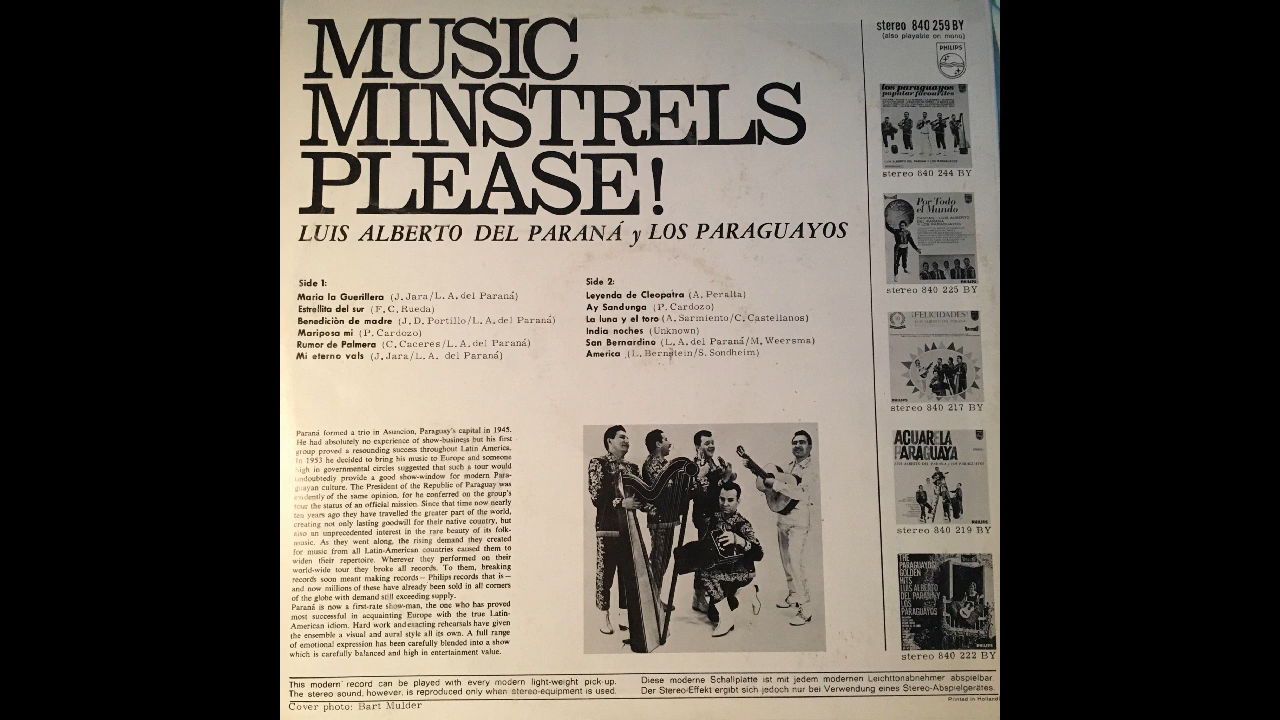 MUSIC
MINSTRELS
PLEASE!
LUIS ALBERTO DEL PARANÁ y LOS PARAGUAYOS
Side 1:
Maria la Guerillera (J. Jara/L. A. del Paraná)
Estrellita del sur (F. C. Rueda)
Benedición de madre (J. D. Portillo/L. A. del Paraná)
Mariposa mi (P. Cardozo)
Rumor de Palmera (C. Caceres/L. A. del Paraná)
Mi eterno vals (J. Jara/L. A. del Paraná)
Side 2:
Leyenda de Cleopatra (A. Peralta)
Ay Sandunga (P. Cardozo)
La luna y el toro (A. Sarmiento/C. Castellanos)
India noches (Unknown)
San Bernardino (L. A. del Paraná/M. Weersma)
America (L. Bernstein/S. Sondheim)
Paraná formed a trio in Asuncion, Paraguay's capital in 1945.
He had absolutely no experience of show-business but his first
group proved a resounding success throughout Latin America.
In 1953 he decided to bring his music to Europe and someone
high in governmental circles suggested that such a tour would
undoubtedly provide a good show-window for modern Para-
guayan culture. The President of the Republic of Paraguay was
evidently of the same opinion, for he conferred on the group's
tour the status of an official mission. Since that time now nearly
ten years ago they have travelled the greater part of the world,
creating not only lasting goodwill for their native country, but
also an unprecedented interest in the rare beauty of its folk-
music. As they went along, the rising demand they created
for music from all Latin-American countries caused them to
widen their repertoire. Wherever they performed on their
world-wide tour they broke all records. To them, breaking
records soon meant making records — Philips records that is —
and now millions of these have already been sold in all corners
of the globe with demand still exceeding supply.
Paraná is now a first-rate show-man, the one who has proved
most successful in acquainting Europe with the true Latin-
American idiom. Hard work and exacting rehearsals have given
the ensemble a visual and aural style all its own. A full range
of emotional expression has been carefully blended into a show
which is carefully balanced and high in entertainment value.
stereo 840 259 BY
(also playable on mono)
PHILIPS
los paraguayos
popular favourites
stereo 840 244 BY
Por Todo
el Mundo
stereo 840 225 BY
¡FELICIDADES!
stereo 840 217 BY
ACUARELA
PARAGUAYA
stereo 840 219 BY
THE
PARAGUAYOS
GOLDEN
HITS
LUIS ALBERTO
DEL PARANA Y
LOS
PARAGUAYOS
stereo 840 222 BY
This modern record can be played with every modern light-weight pick-up.
The stereo sound, however, is reproduced only when stereo-equipment is used.
Diese moderne Schallplatte ist mit jedem modernen Leichttonabnehmer abspielbar.
Der Stereo-Effekt ergibt sich jedoch nur bei Verwendung eines Stereo-Abspielgerätes.
Cover photo: Bart Mulder
Printed in Holland